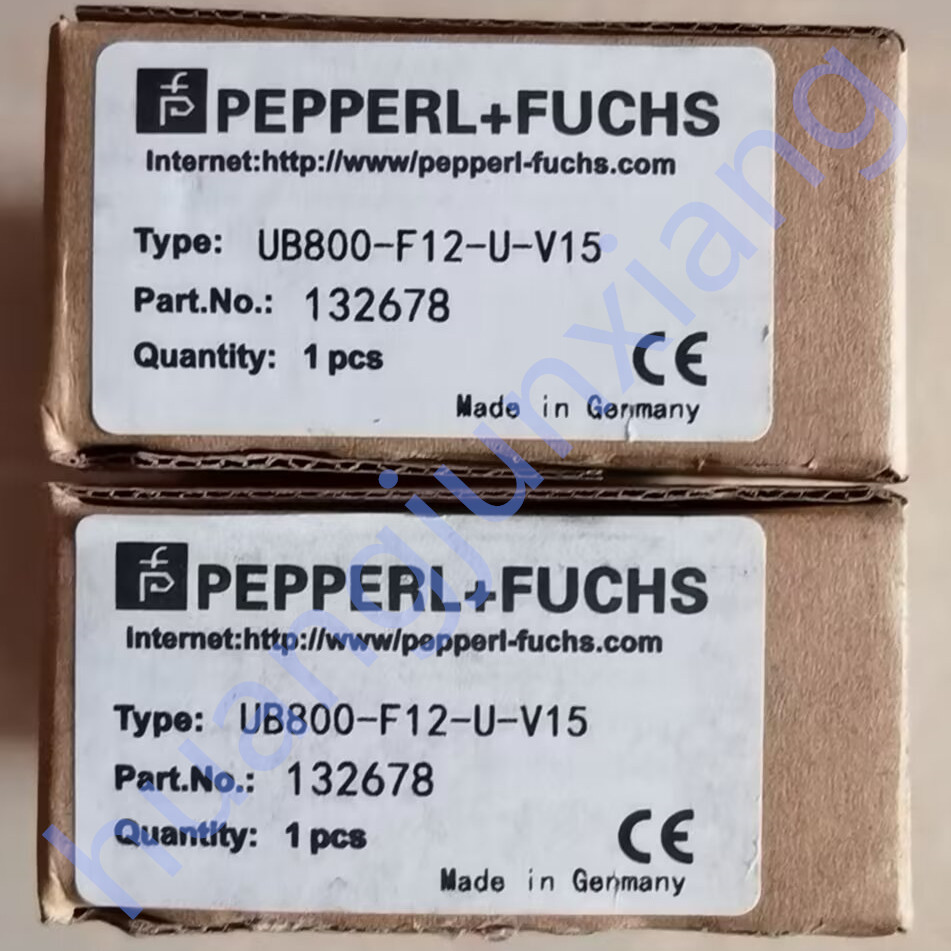 PEPPERL+FUCHS
Internet:http://www/pepperl-fuchs.com
Type: UB800-F12-U-V15
Part.No.: 132678
Quantity: 1 pcs
CE
Made in Germany
PEPPERL+FUCHS
Internet:http://www/pepperl-fuchs.com
Type: UB800-F12-U-V15
Part.No.: 132678
Quantity: 1 pcs
CE
Made in Germany
huangjunxiang